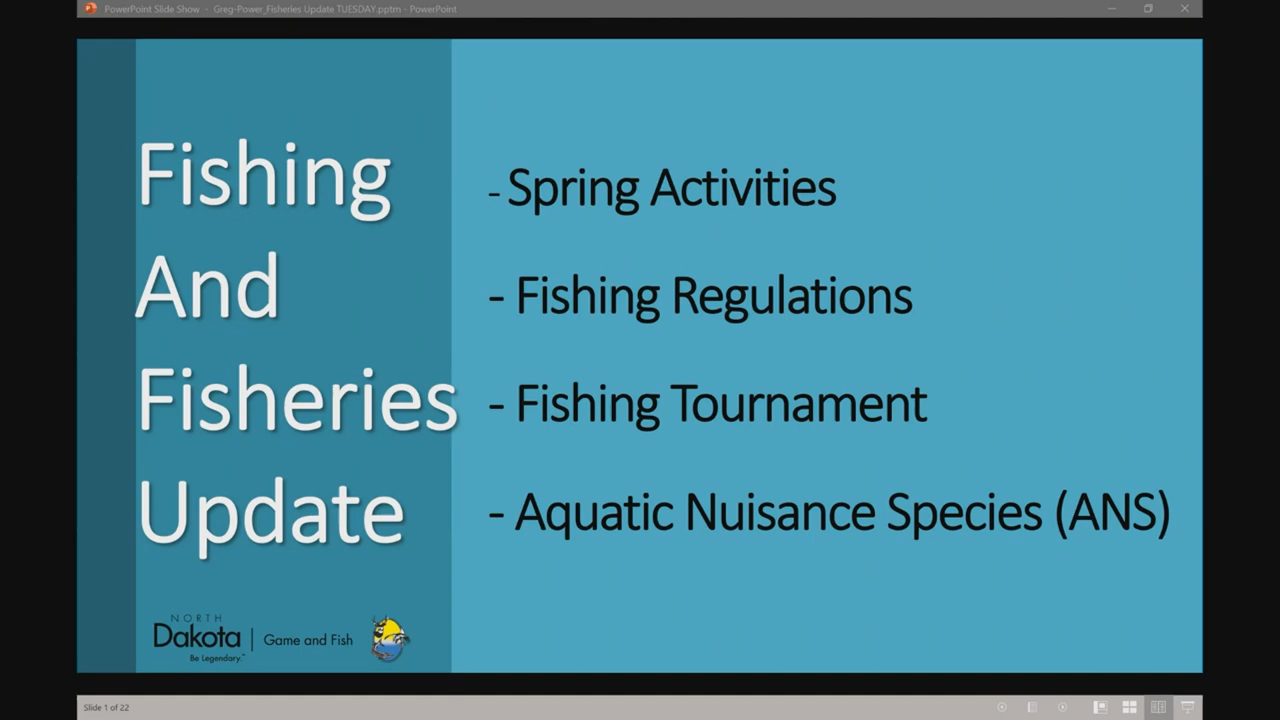 PowerPoint Slide Show - Greg-Power_Fisheries Update TUESDAY.pptm - PowerPoint
Fishing
And
Fisheries
Update
- Spring Activities
- Fishing Regulations
- Fishing Tournament
- Aquatic Nuisance Species (ANS)
NORTH
Dakota | Game and Fish
Be Legendary.™
Slide 1 of 22